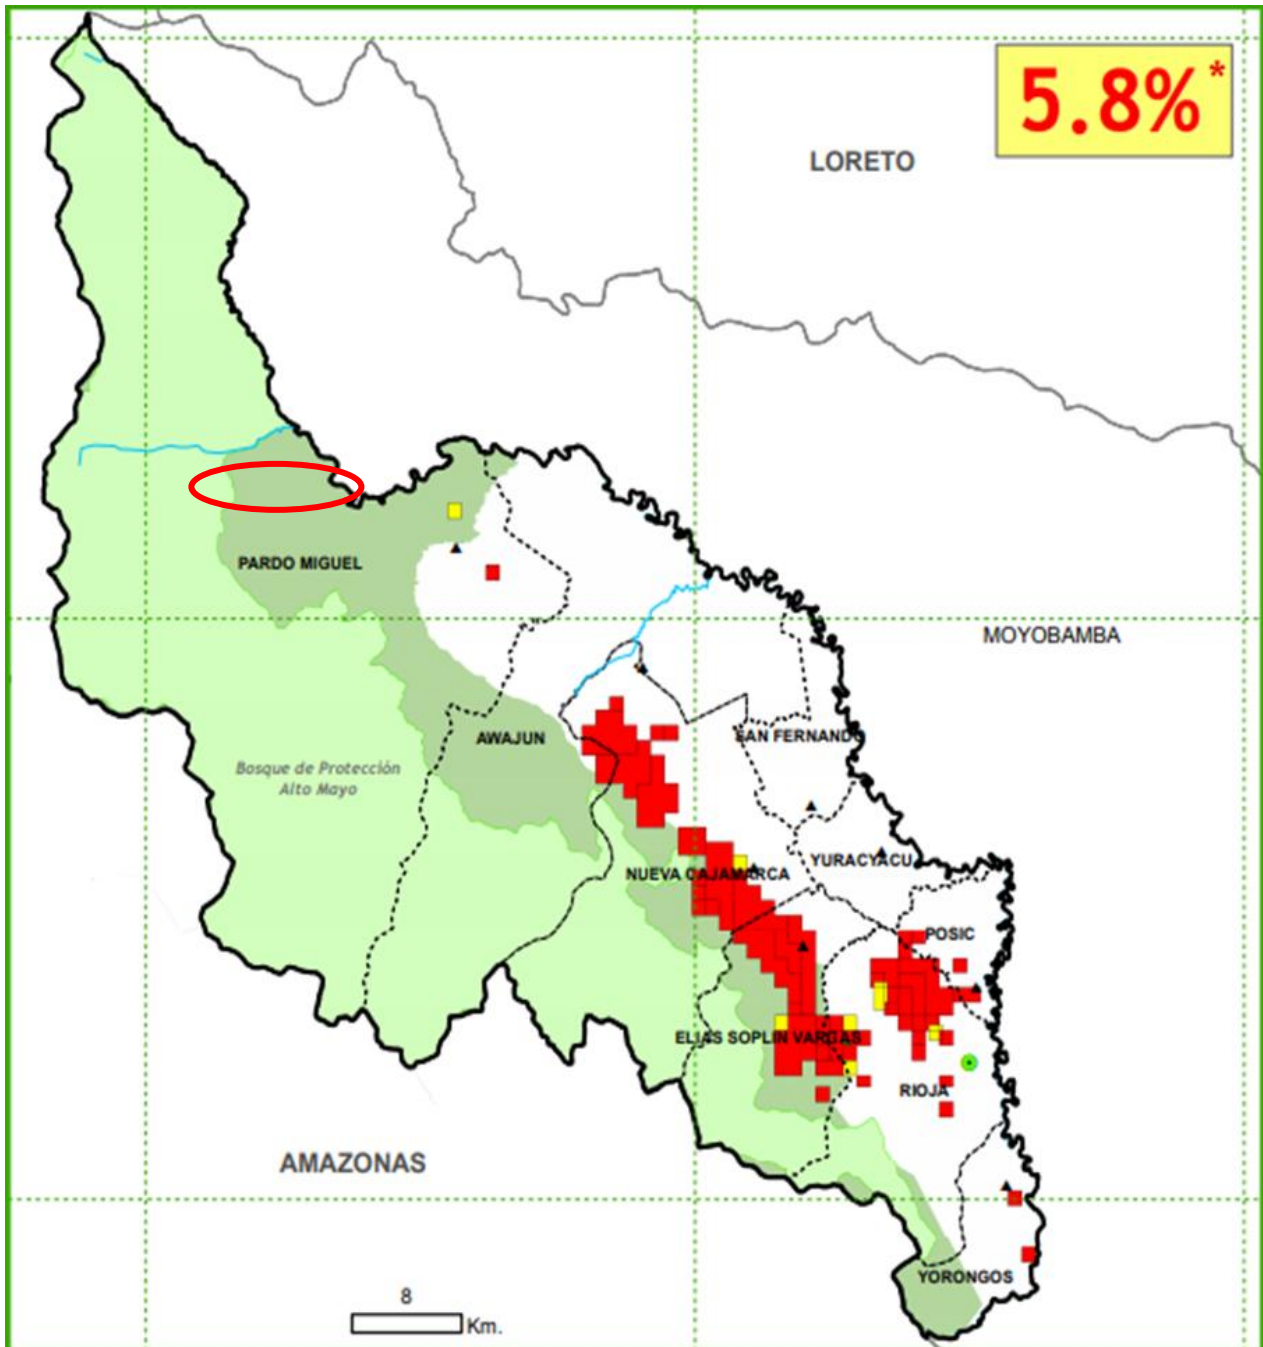 5.8%*
LORETO
PARDO MIGUEL
MOYOBAMBA
AWAJUN
SAN FERNANDO
Bosque de Protección
Alto Mayo
NUEVA CAJAMARCA
YURACYACU
POSIC
ELIAS SOPLIN VARGAS
RIOJA
AMAZONAS
YORONGOS
8
Km.